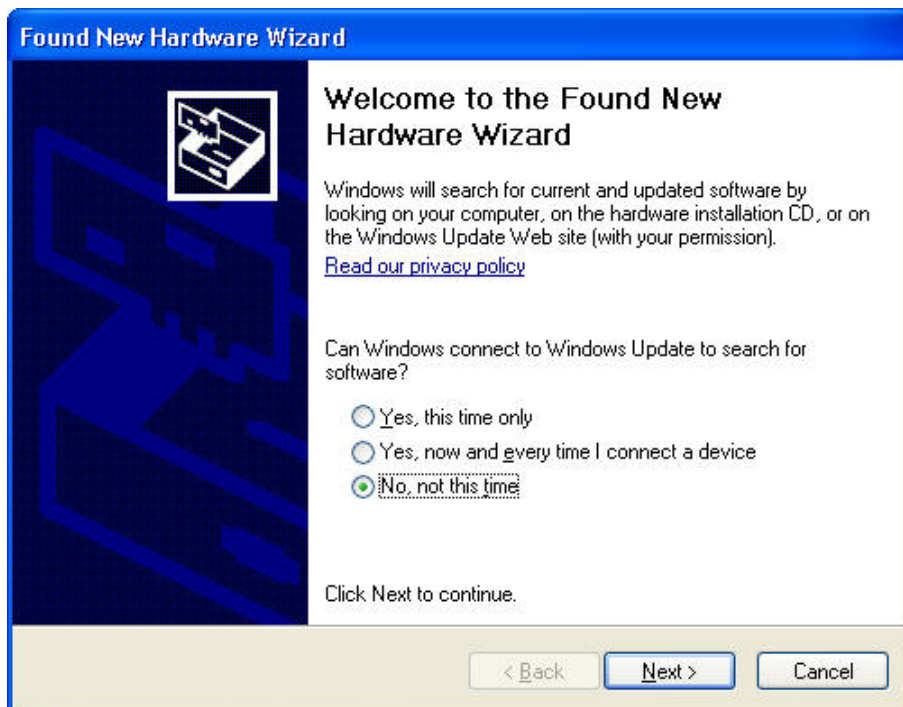 Found New Hardware Wizard
Welcome to the Found New
Hardware Wizard
Windows will search for current and updated software by
looking on your computer, on the hardware installation CD, or on
the Windows Update Web site (with your permission).
Read our privacy policy
Can Windows connect to Windows Update to search for
software?
Yes, this time only
Yes, now and every time I connect a device
No, not this time
Click Next to continue.
< Back
Next >
Cancel